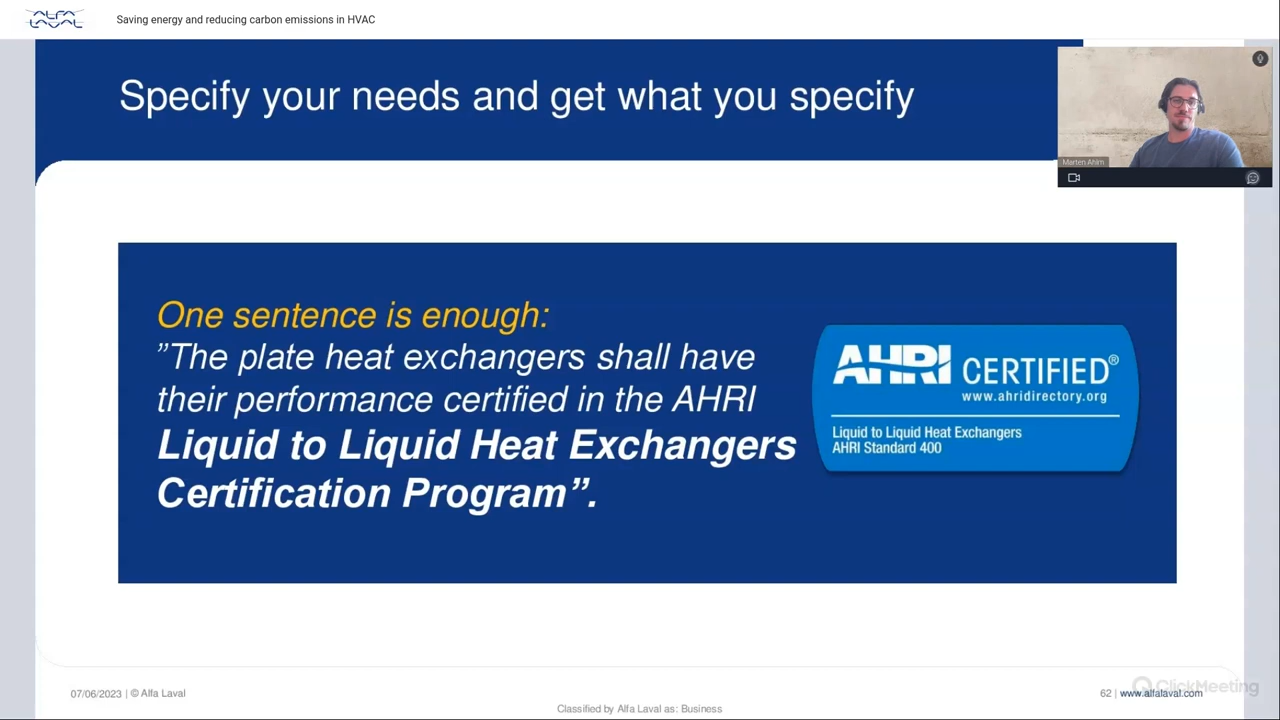 ALFA
LAVAL
Saving energy and reducing carbon emissions in HVAC
Specify your needs and get what you specify
Marten Ahlm
One sentence is enough:
”The plate heat exchangers shall have
their performance certified in the AHRI
Liquid to Liquid Heat Exchangers
Certification Program”.
AHRI CERTIFIED®
www.ahridirectory.org
Liquid to Liquid Heat Exchangers
AHRI Standard 400
07/06/2023 | © Alfa Laval
62 | www.alfalaval.com
ClickMeeting
Classified by Alfa Laval as: Business